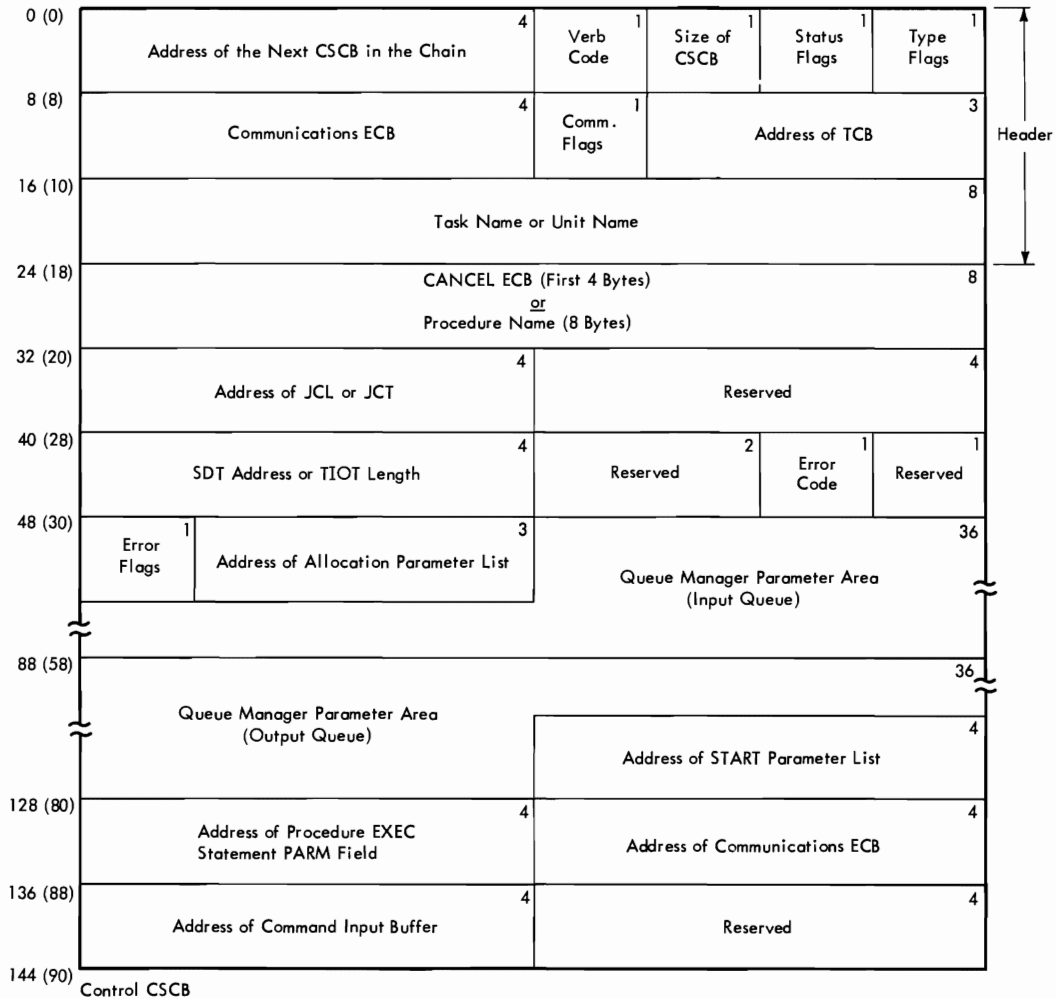 0 (0)
Address of the Next CSCB in the Chain
4
Verb
Code
1
Size of
CSCB
1
Status
Flags
1
Type
Flags
1
Header
8 (8)
Communications ECB
4
Comm.
Flags
1
Address of TCB
3
16 (10)
Task Name or Unit Name
8
24 (18)
CANCEL ECB (First 4 Bytes)
or
Procedure Name (8 Bytes)
8
32 (20)
Address of JCL or JCT
4
Reserved
4
40 (28)
SDT Address or TIOT Length
4
Reserved
2
Error
Code
1
Reserved
1
48 (30)
Error
Flags
1
Address of Allocation Parameter List
3
Queue Manager Parameter Area
(Input Queue)
36
88 (58)
Queue Manager Parameter Area
(Output Queue)
36
Address of START Parameter List
4
128 (80)
Address of Procedure EXEC
Statement PARM Field
4
Address of Communications ECB
4
136 (88)
Address of Command Input Buffer
4
Reserved
4
144 (90)
Control CSCB